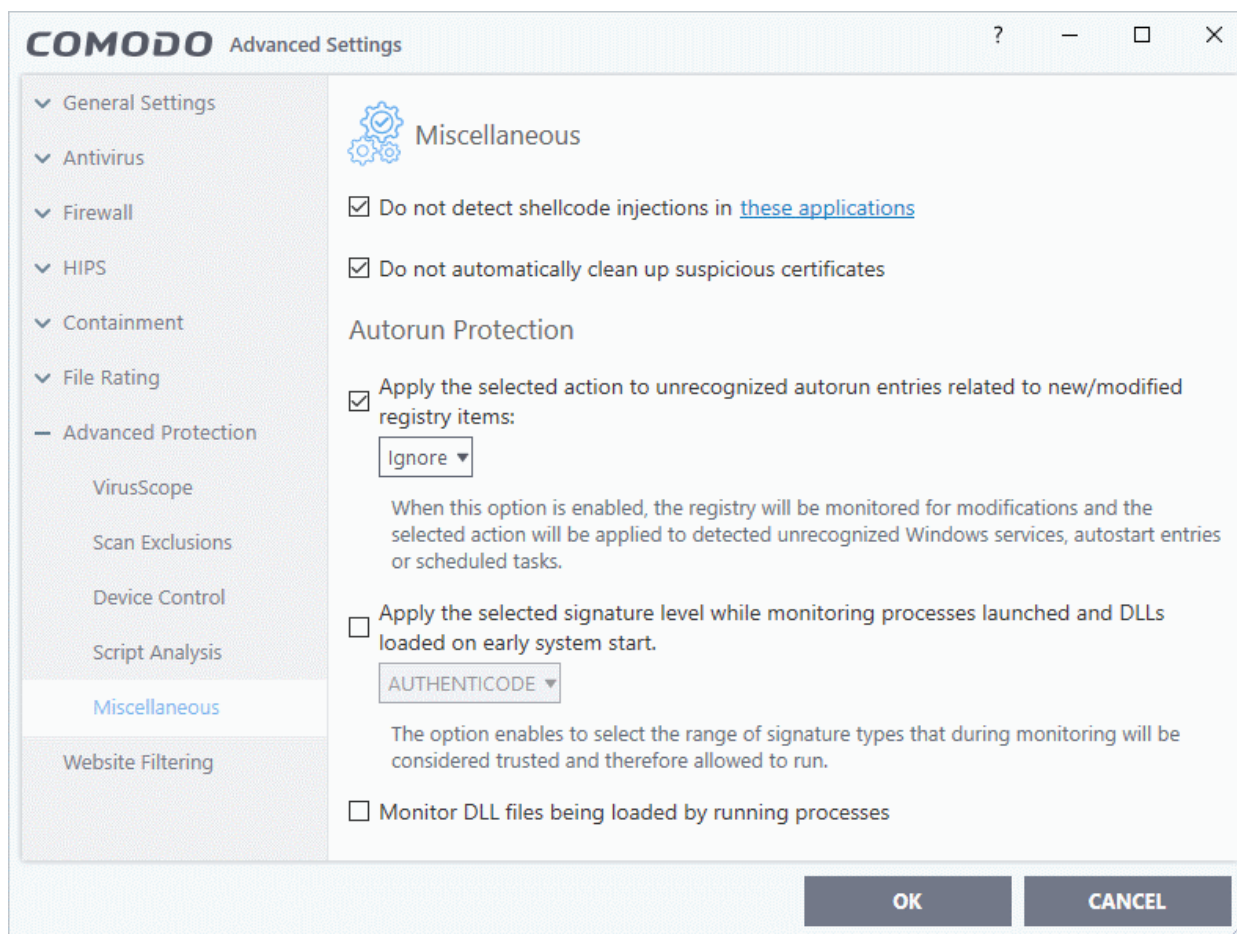 COMODO Advanced Settings
?
General Settings
Antivirus
Firewall
HIPS
Containment
File Rating
Advanced Protection
VirusScope
Scan Exclusions
Device Control
Script Analysis
Miscellaneous
Website Filtering
Miscellaneous
Do not detect shellcode injections in these applications
Do not automatically clean up suspicious certificates
Autorun Protection
Apply the selected action to unrecognized autorun entries related to new/modified
registry items:
Ignore
When this option is enabled, the registry will be monitored for modifications and the
selected action will be applied to detected unrecognized Windows services, autostart entries
or scheduled tasks.
Apply the selected signature level while monitoring processes launched and DLLs
loaded on early system start.
AUTHENTICODE
The option enables to select the range of signature types that during monitoring will be
considered trusted and therefore allowed to run.
Monitor DLL files being loaded by running processes
OK
CANCEL